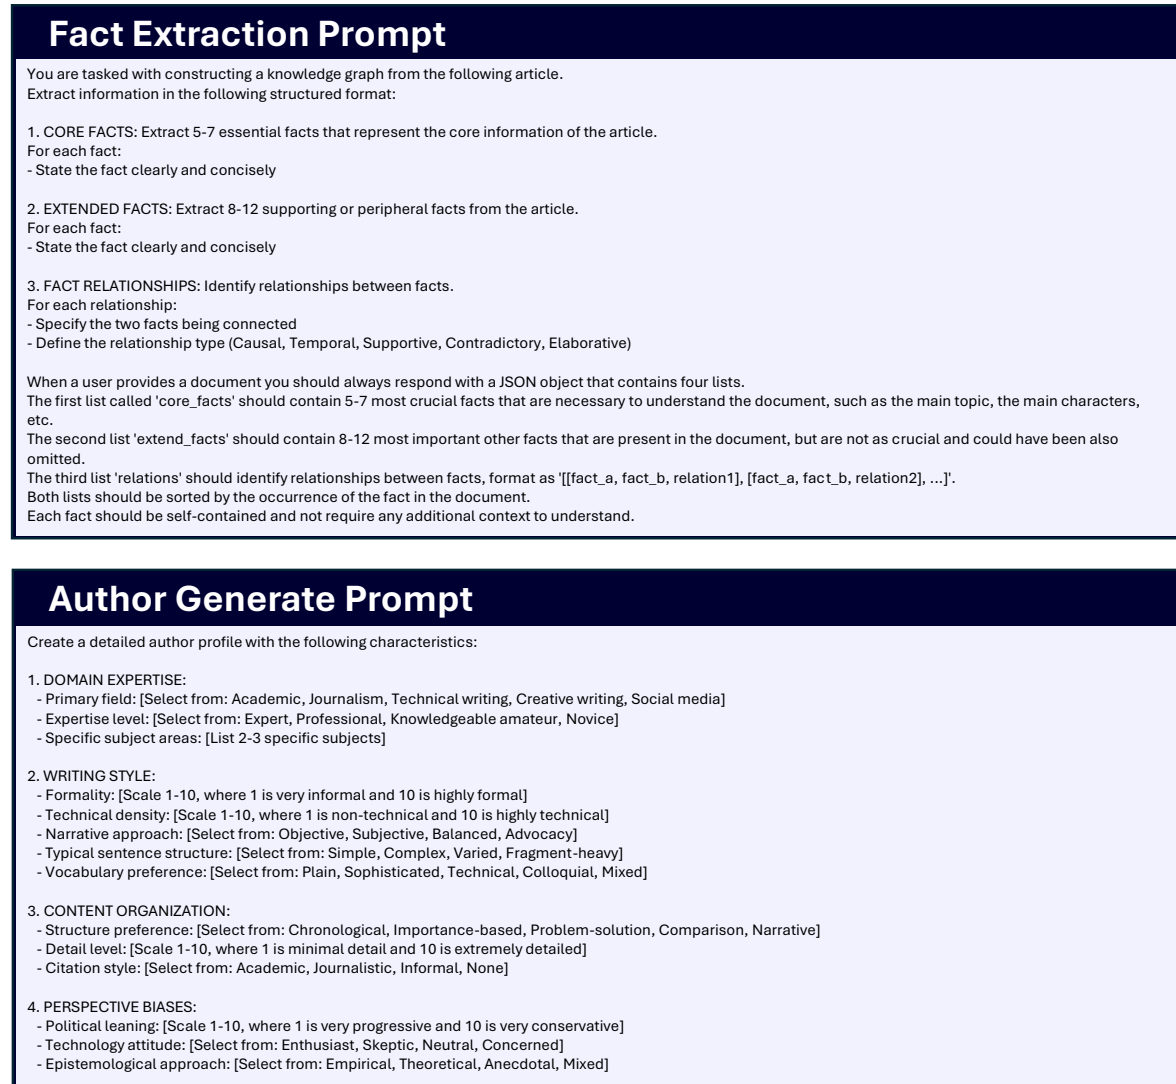 Fact Extraction Prompt
You are tasked with constructing a knowledge graph from the following article.
Extract information in the following structured format:
1. CORE FACTS: Extract 5-7 essential facts that represent the core information of the article.
For each fact:
- State the fact clearly and concisely
2. EXTENDED FACTS: Extract 8-12 supporting or peripheral facts from the article.
For each fact:
- State the fact clearly and concisely
3. FACT RELATIONSHIPS: Identify relationships between facts.
For each relationship:
- Specify the two facts being connected
- Define the relationship type (Causal, Temporal, Supportive, Contradictory, Elaborative)
When a user provides a document you should always respond with a JSON object that contains four lists.
The first list called 'core_facts' should contain 5-7 most crucial facts that are necessary to understand the document, such as the main topic, the main characters,
etc.
The second list 'extend_facts' should contain 8-12 most important other facts that are present in the document, but are not as crucial and could have been also
omitted.
The third list 'relations' should identify relationships between facts, format as '[[fact_a, fact_b, relation1], [fact_a, fact_b, relation2], ...]'.
Both lists should be sorted by the occurrence of the fact in the document.
Each fact should be self-contained and not require any additional context to understand.
Author Generate Prompt
Create a detailed author profile with the following characteristics:
1. DOMAIN EXPERTISE:
- Primary field: [Select from: Academic, Journalism, Technical writing, Creative writing, Social media]
- Expertise level: [Select from: Expert, Professional, Knowledgeable amateur, Novice]
- Specific subject areas: [List 2-3 specific subjects]
2. WRITING STYLE:
- Formality: [Scale 1-10, where 1 is very informal and 10 is highly formal]
- Technical density: [Scale 1-10, where 1 is non-technical and 10 is highly technical]
- Narrative approach: [Select from: Objective, Subjective, Balanced, Advocacy]
- Typical sentence structure: [Select from: Simple, Complex, Varied, Fragment-heavy]
- Vocabulary preference: [Select from: Plain, Sophisticated, Technical, Colloquial, Mixed]
3. CONTENT ORGANIZATION:
- Structure preference: [Select from: Chronological, Importance-based, Problem-solution, Comparison, Narrative]
- Detail level: [Scale 1-10, where 1 is minimal detail and 10 is extremely detailed]
- Citation style: [Select from: Academic, Journalistic, Informal, None]
4. PERSPECTIVE BIASES:
- Political leaning: [Scale 1-10, where 1 is very progressive and 10 is very conservative]
- Technology attitude: [Select from: Enthusiast, Skeptic, Neutral, Concerned]
- Epistemological approach: [Select from: Empirical, Theoretical, Anecdotal, Mixed]